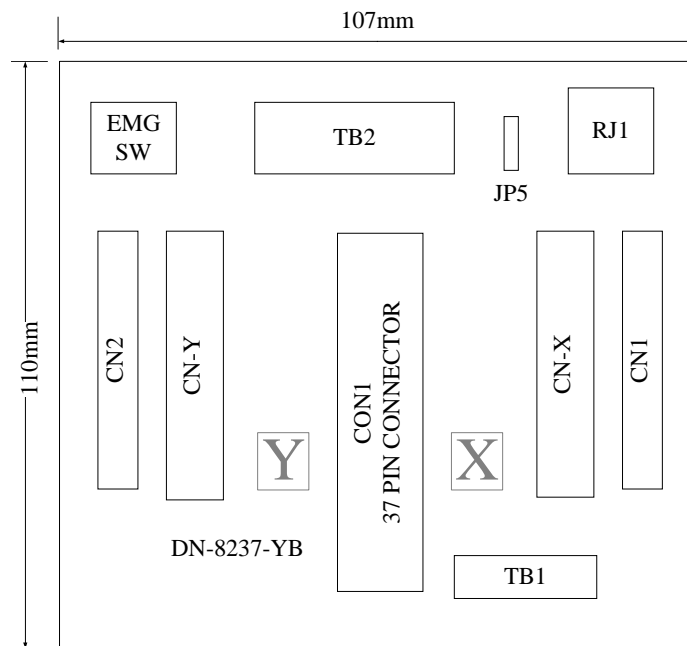 107mm
EMG
SW
TB2
JP5
RJ1
110mm
CN2
CN-Y
CON1
37 PIN CONNECTOR
CN-X
CN1
Y
X
DN-8237-YB
TB1